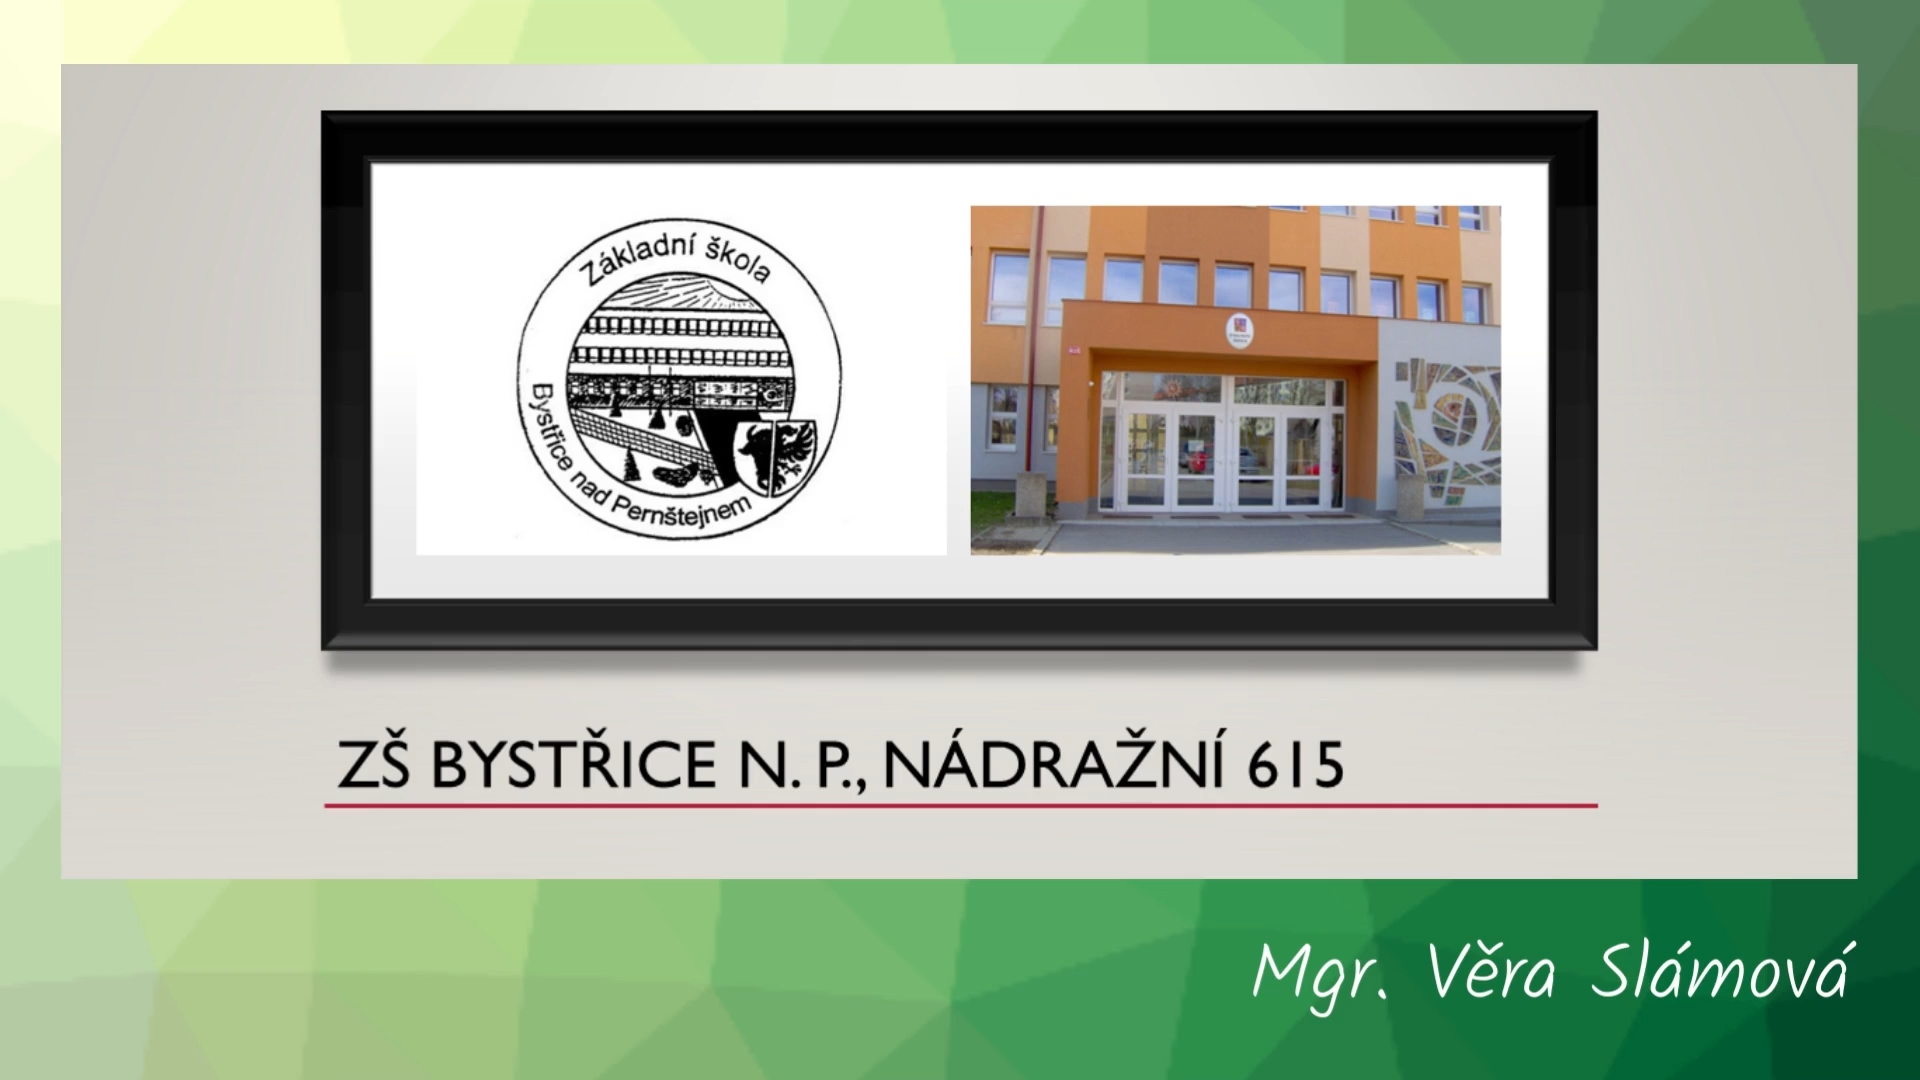 Základní škola
Bystřice nad Pernštejnem
ZŠ BYSTŘICE N. P., NÁDRAŽNÍ 615
Mgr. Věra Slámová